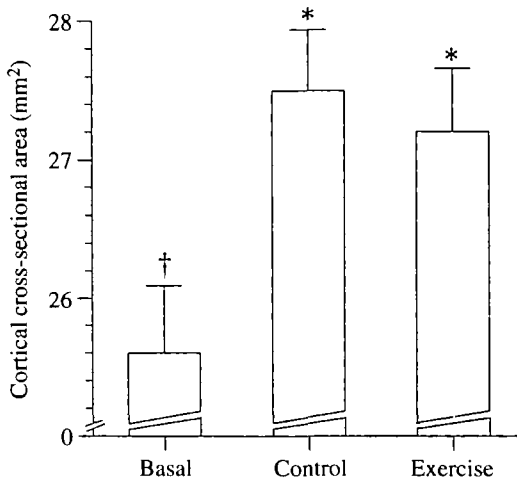 Cortical cross-sectional area (mm²)
28
27
26
0
*
*
†
Basal
Control
Exercise